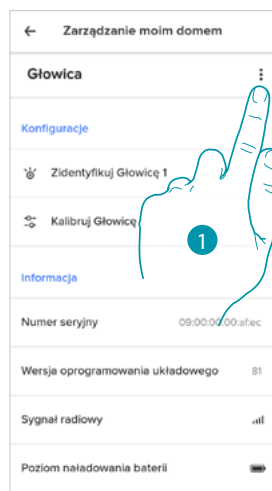 Zarządzanie moim domem
Głowica
Konfiguracje
Zidentyfikuj Głowicę 1
Kalibruj Głowicę
1
Informacja
Numer seryjny 09:00:00:00:af:ec
Wersja oprogramowania układowego 81
Sygnał radiowy
Poziom naładowania baterii